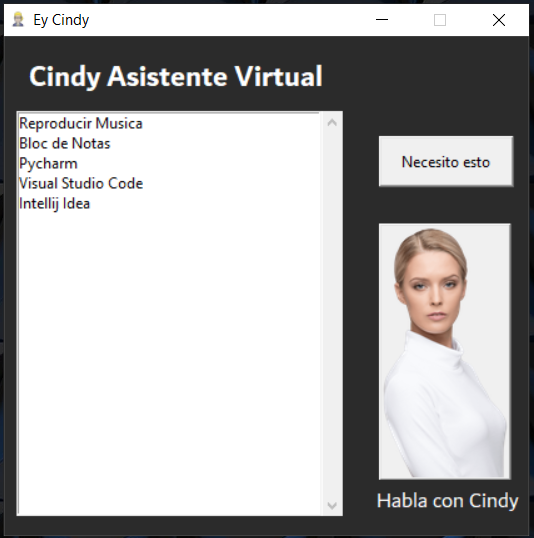 Ey Cindy
Cindy Asistente Virtual
Reproducir Musica
Bloc de Notas
Pycharm
Visual Studio Code
Intellij Idea
Necesito esto
Habla con Cindy